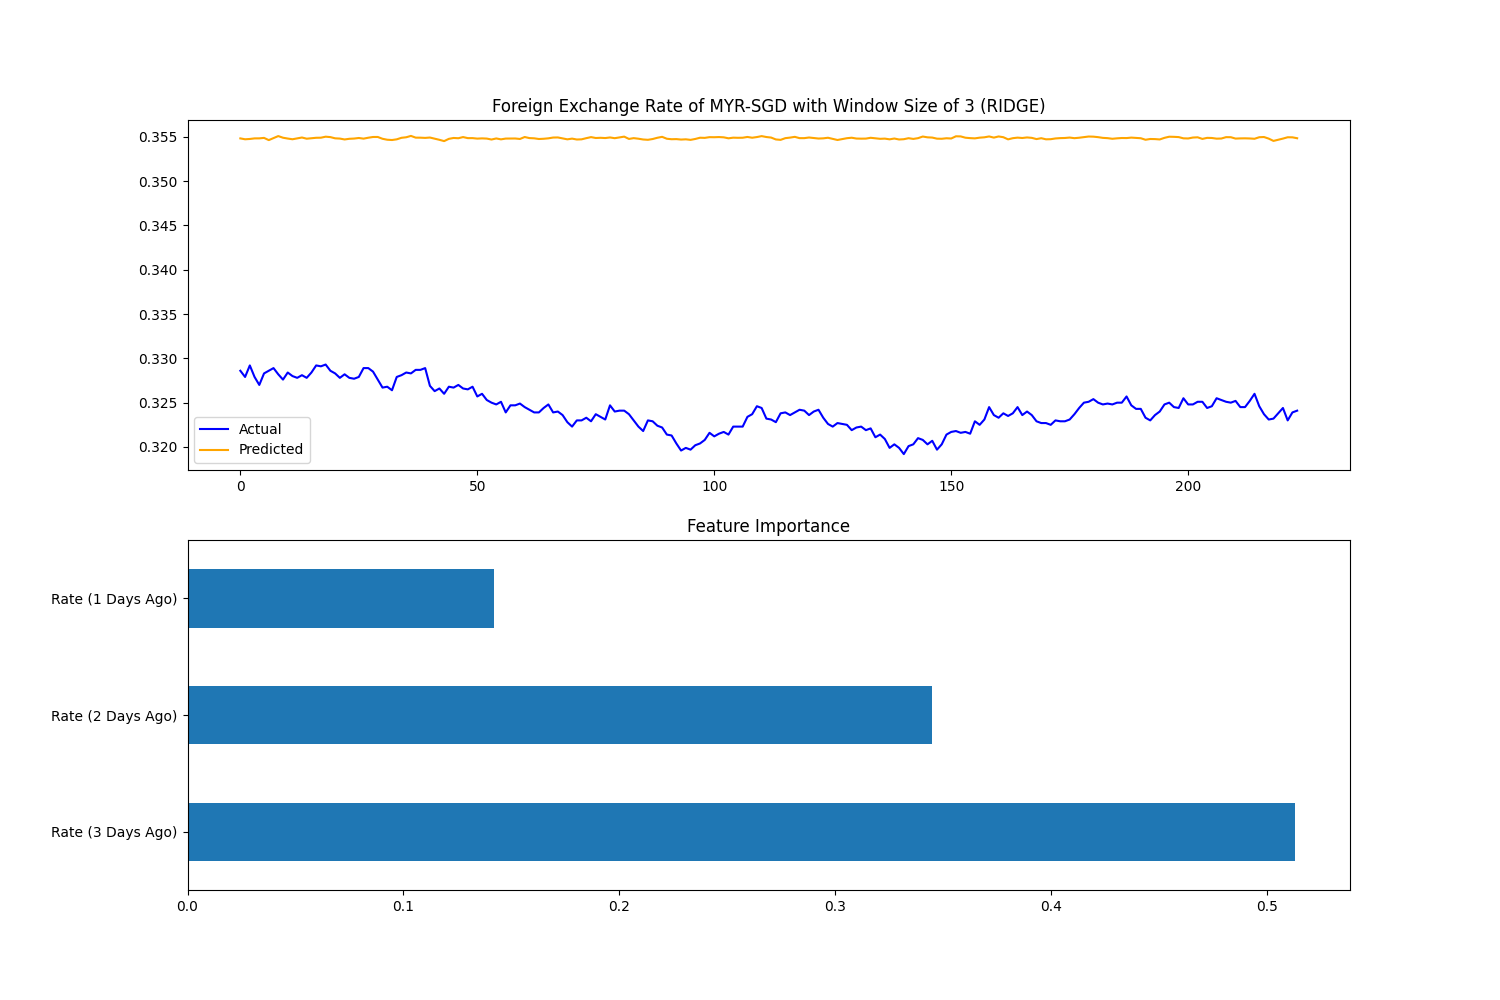 Foreign Exchange Rate of MYR-SGD with Window Size of 3 (RIDGE)
0.355
0.350
0.345
0.340
0.335
0.330
0.325
0.320
Actual
Predicted
0 50 100 150 200
Feature Importance
Rate (1 Days Ago)
Rate (2 Days Ago)
Rate (3 Days Ago)
0.0 0.1 0.2 0.3 0.4 0.5